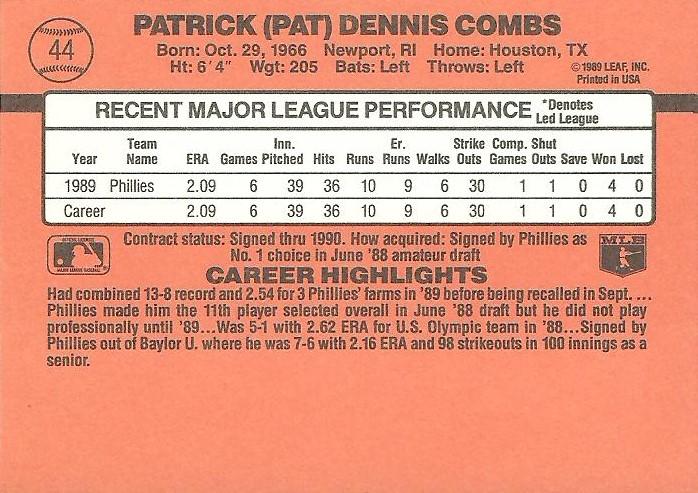 44
PATRICK (PAT) DENNIS COMBS
Born: Oct. 29, 1966 Newport, RI Home: Houston, TX
Ht: 6'4" Wgt: 205 Bats: Left Throws: Left
©1989 LEAF, INC.
Printed in USA
RECENT MAJOR LEAGUE PERFORMANCE *Denotes
Led League
Team Inn. Er. Strike Comp. Shut
Year Name ERA Games Pitched Hits Runs Runs Walks Outs Games Outs Save Won Lost
1989 Phillies 2.09 6 39 36 10 9 6 30 1 1 0 4 0
Career 2.09 6 39 36 10 9 6 30 1 1 0 4 0
Contract status: Signed thru 1990. How acquired: Signed by Phillies as
No. 1 choice in June '88 amateur draft
MLB
MAJOR LEAGUE BASEBALL
CAREER HIGHLIGHTS
Had combined 13-8 record and 2.54 for 3 Phillies' farms in '89 before being recalled in Sept. ...
Phillies made him the 11th player selected overall in June '88 draft but he did not play
professionally until '89...Was 5-1 with 2.62 ERA for U.S. Olympic team in '88...Signed by
Phillies out of Baylor U. where he was 7-6 with 2.16 ERA and 98 strikeouts in 100 innings as a
senior.